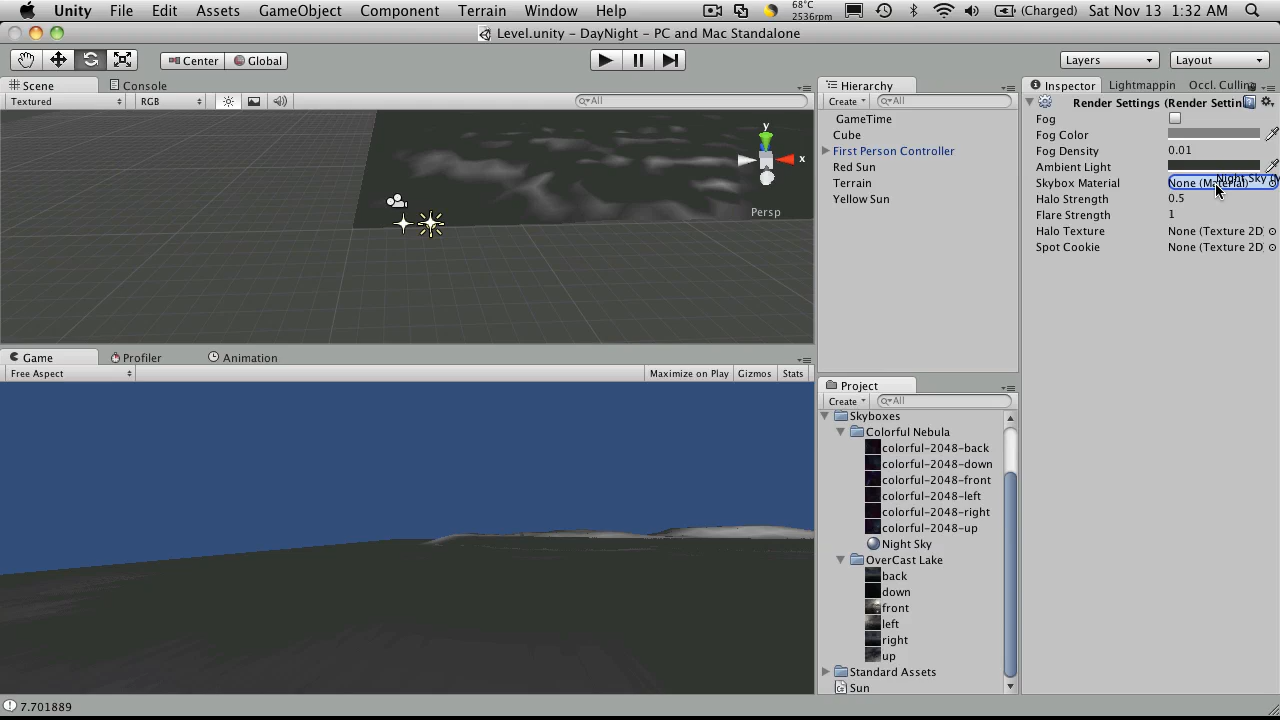 Unity File Edit Assets GameObject Component Terrain Window Help 68°C 2536rpm (Charged) Sat Nov 13 1:32 AM
Level.unity - DayNight - PC and Mac Standalone
Center Global Layers Layout
Scene Console
Textured RGB All
y
x
Persp
Game Profiler Animation
Free Aspect Maximize on Play Gizmos Stats
Hierarchy
Create All
GameTime
Cube
First Person Controller
Red Sun
Terrain
Yellow Sun
Project
Create All
Skyboxes
Colorful Nebula
colorful-2048-back
colorful-2048-down
colorful-2048-front
colorful-2048-left
colorful-2048-right
colorful-2048-up
Night Sky
OverCast Lake
back
down
front
left
right
up
Standard Assets
Sun
Inspector Lightmappin Occl. Culling
Render Settings (Render Settin
Fog
Fog Color
Fog Density 0.01
Ambient Light
Night Sky (M
Skybox Material None (Material)
Halo Strength 0.5
Flare Strength 1
Halo Texture None (Texture 2D
Spot Cookie None (Texture 2D
7.701889